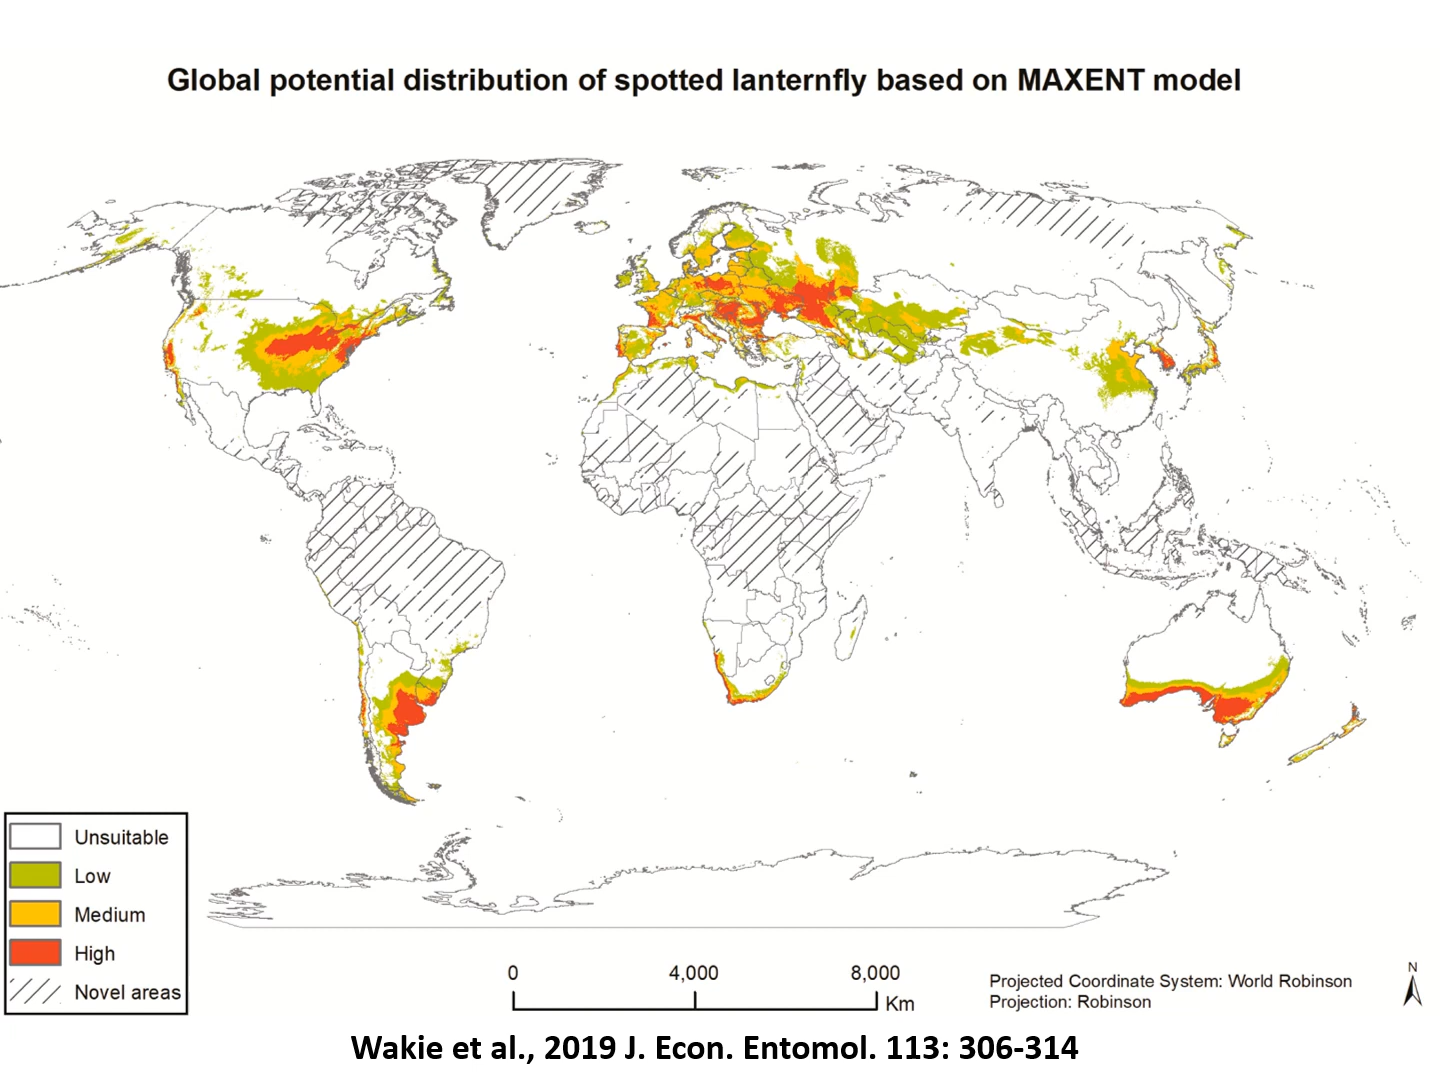 Global potential distribution of spotted lanternfly based on MAXENT model
Unsuitable
Low
Medium
High
Novel areas
0 4,000 8,000
Km
Projected Coordinate System: World Robinson
Projection: Robinson
N
Wakie et al., 2019 J. Econ. Entomol. 113: 306-314